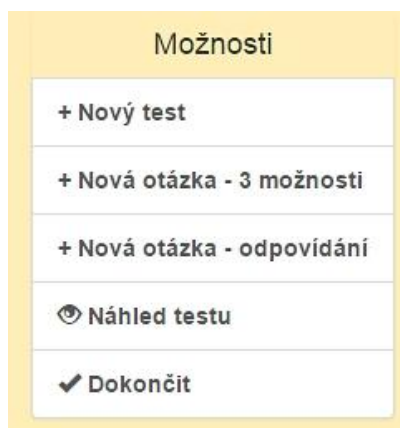 Možnosti
+ Nový test
+ Nová otázka - 3 možnosti
+ Nová otázka - odpovídání
Náhled testu
Dokončit